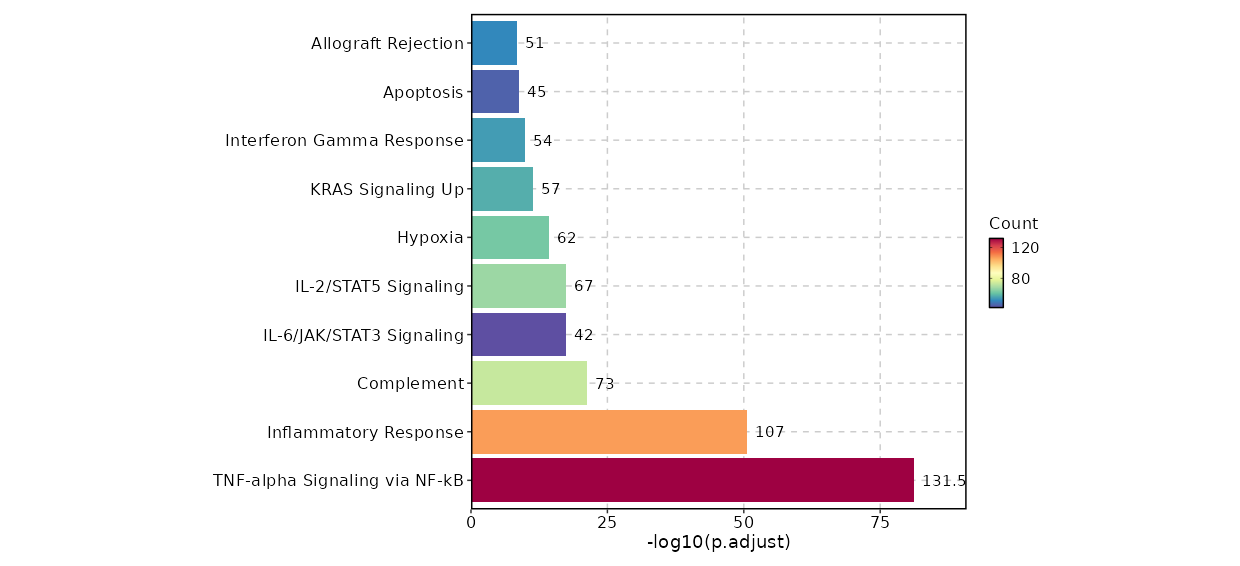 Allograft Rejection 51
Apoptosis 45
Interferon Gamma Response 54
KRAS Signaling Up 57
Hypoxia 62
IL-2/STAT5 Signaling 67
IL-6/JAK/STAT3 Signaling 42
Complement 73
Inflammatory Response 107
TNF-alpha Signaling via NF-kB 131.5
0 25 50 75
-log10(p.adjust)
Count
120
80